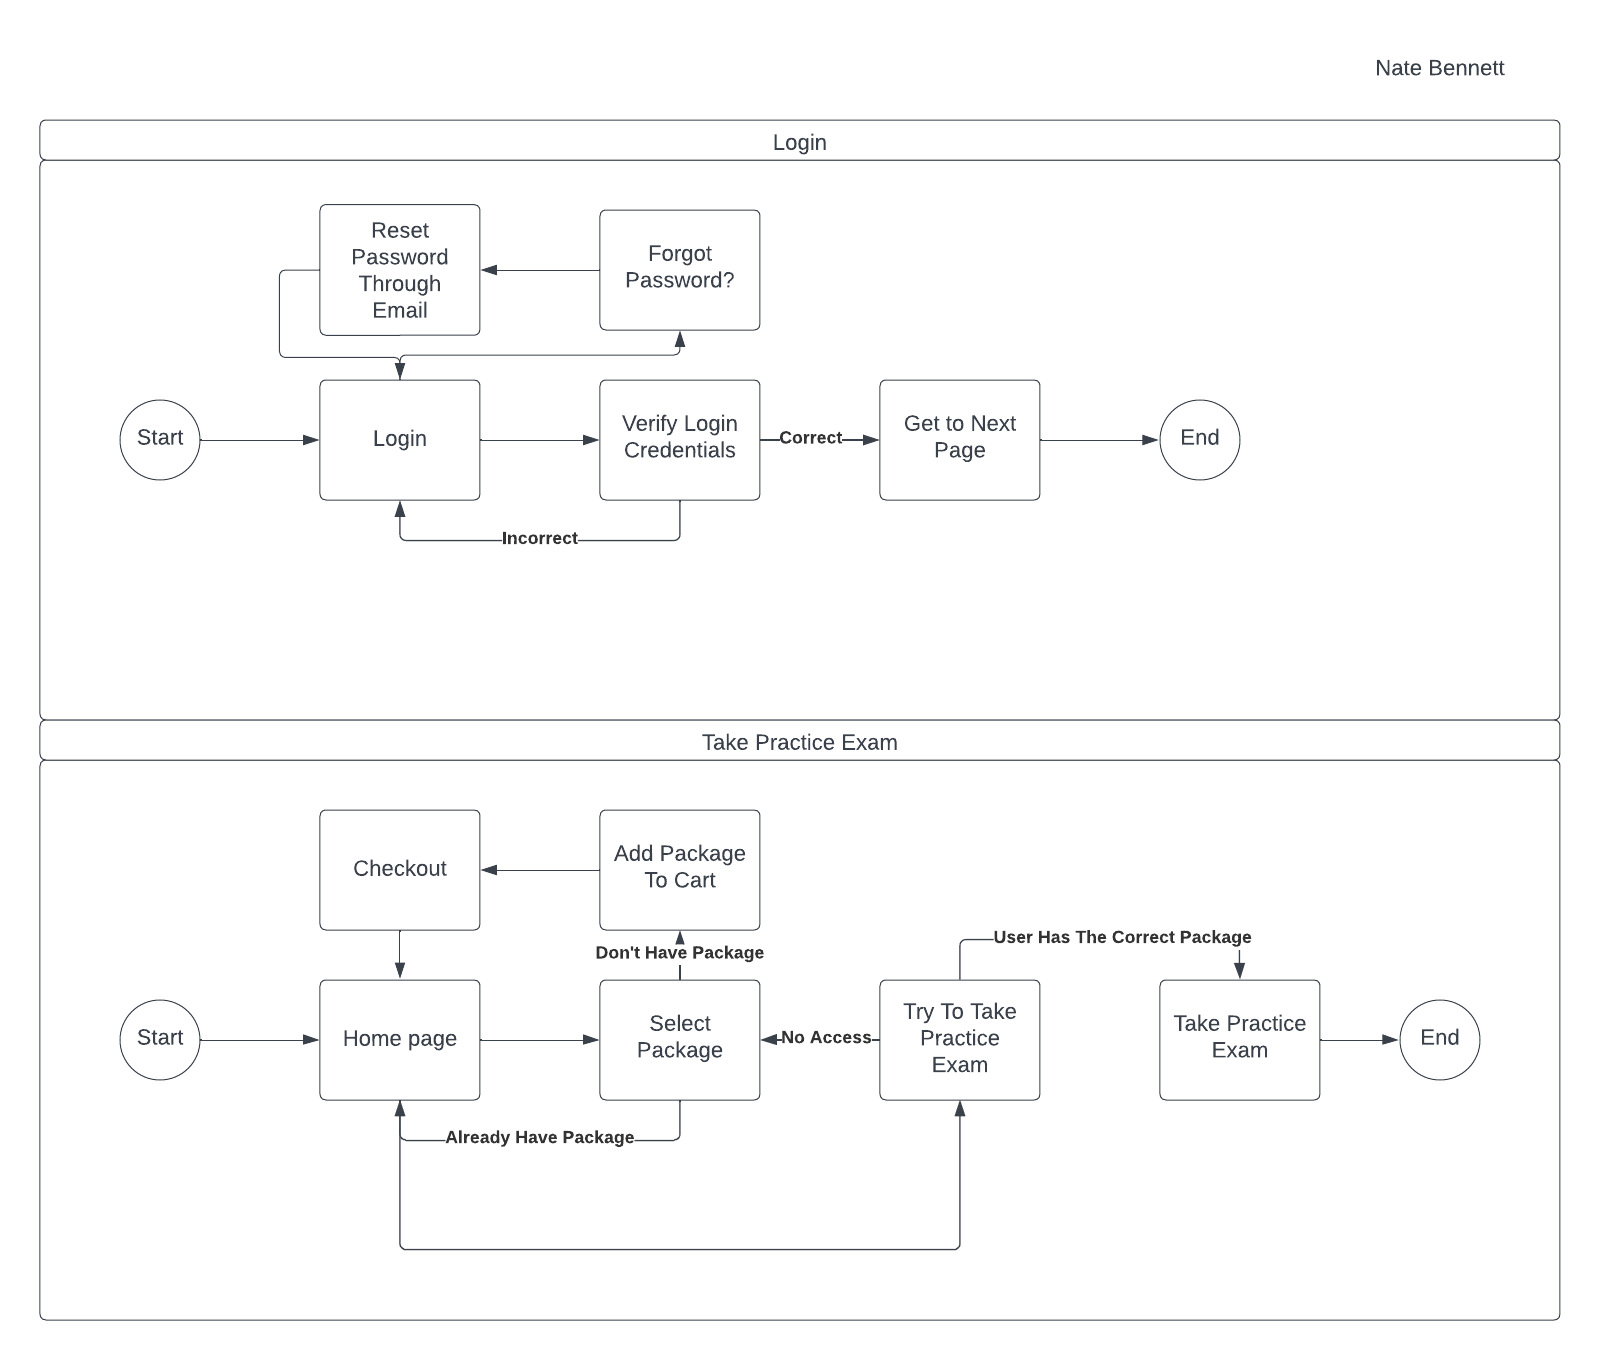 Nate Bennett
Login
Reset
Password
Through
Email
Forgot
Password?
Start
Login
Verify Login
Credentials
Correct
Get to Next
Page
End
Incorrect
Take Practice Exam
Checkout
Add Package
To Cart
Don't Have Package
User Has The Correct Package
Start
Home page
Select
Package
No Access
Try To Take
Practice
Exam
Take Practice
Exam
End
Already Have Package